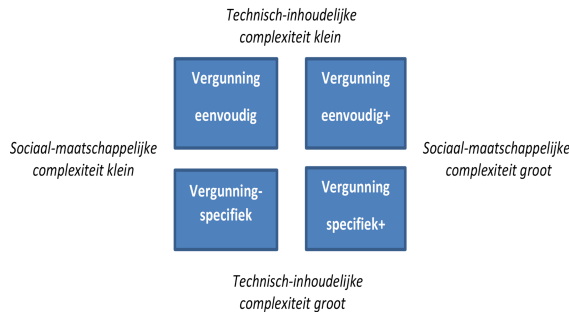 Technisch-inhoudelijke
complexiteit klein
Vergunning
eenvoudig
Vergunning
eenvoudig+
Sociaal-maatschappelijke
complexiteit klein
Sociaal-maatschappelijke
complexiteit groot
Vergunning-
specifiek
Vergunning
specifiek+
Technisch-inhoudelijke
complexiteit groot